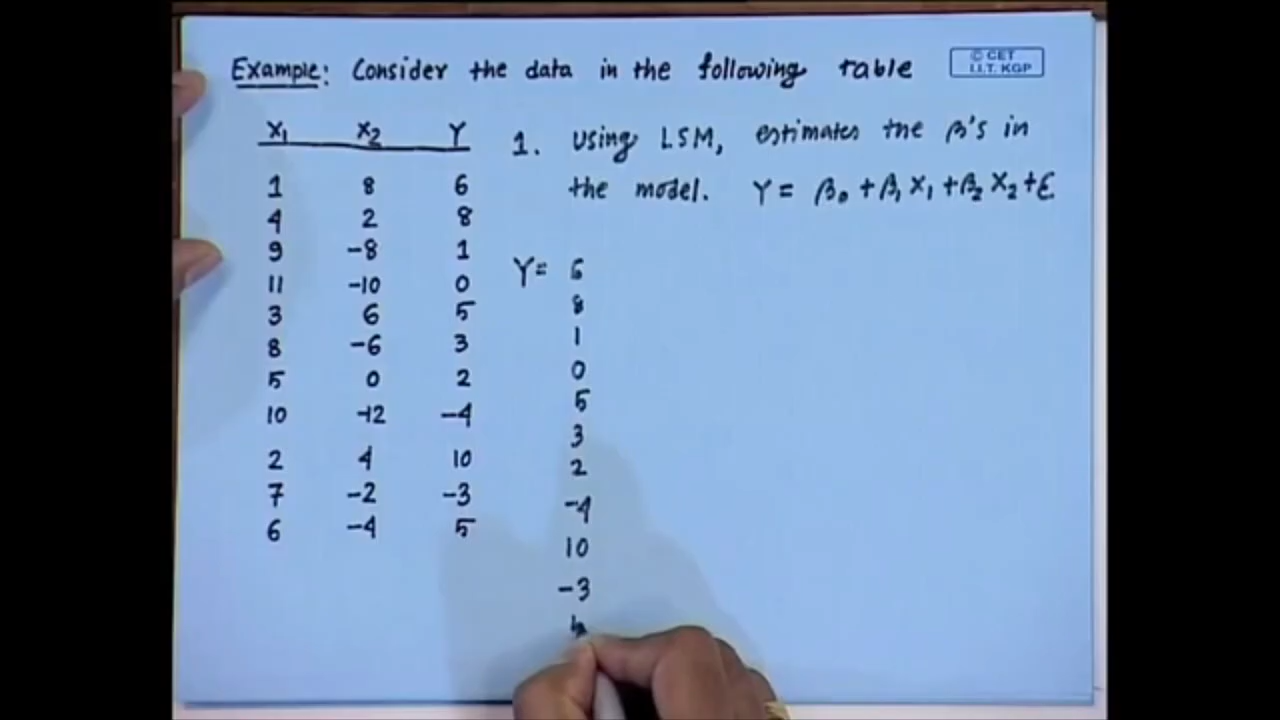 Example: Consider the data in the following table
© CET
I.I.T. KGP
X₁ X₂ Y
1 8 6
4 2 8
9 -8 1
11 -10 0
3 6 5
8 -6 3
5 0 2
10 -12 -4
2 4 10
7 -2 -3
6 -4 5
1. Using LSM, estimates the β's in
the model. Y = β₀ + β₁ X₁ + β₂ X₂ + ε
Y = 6
8
1
0
5
3
2
-4
10
-3